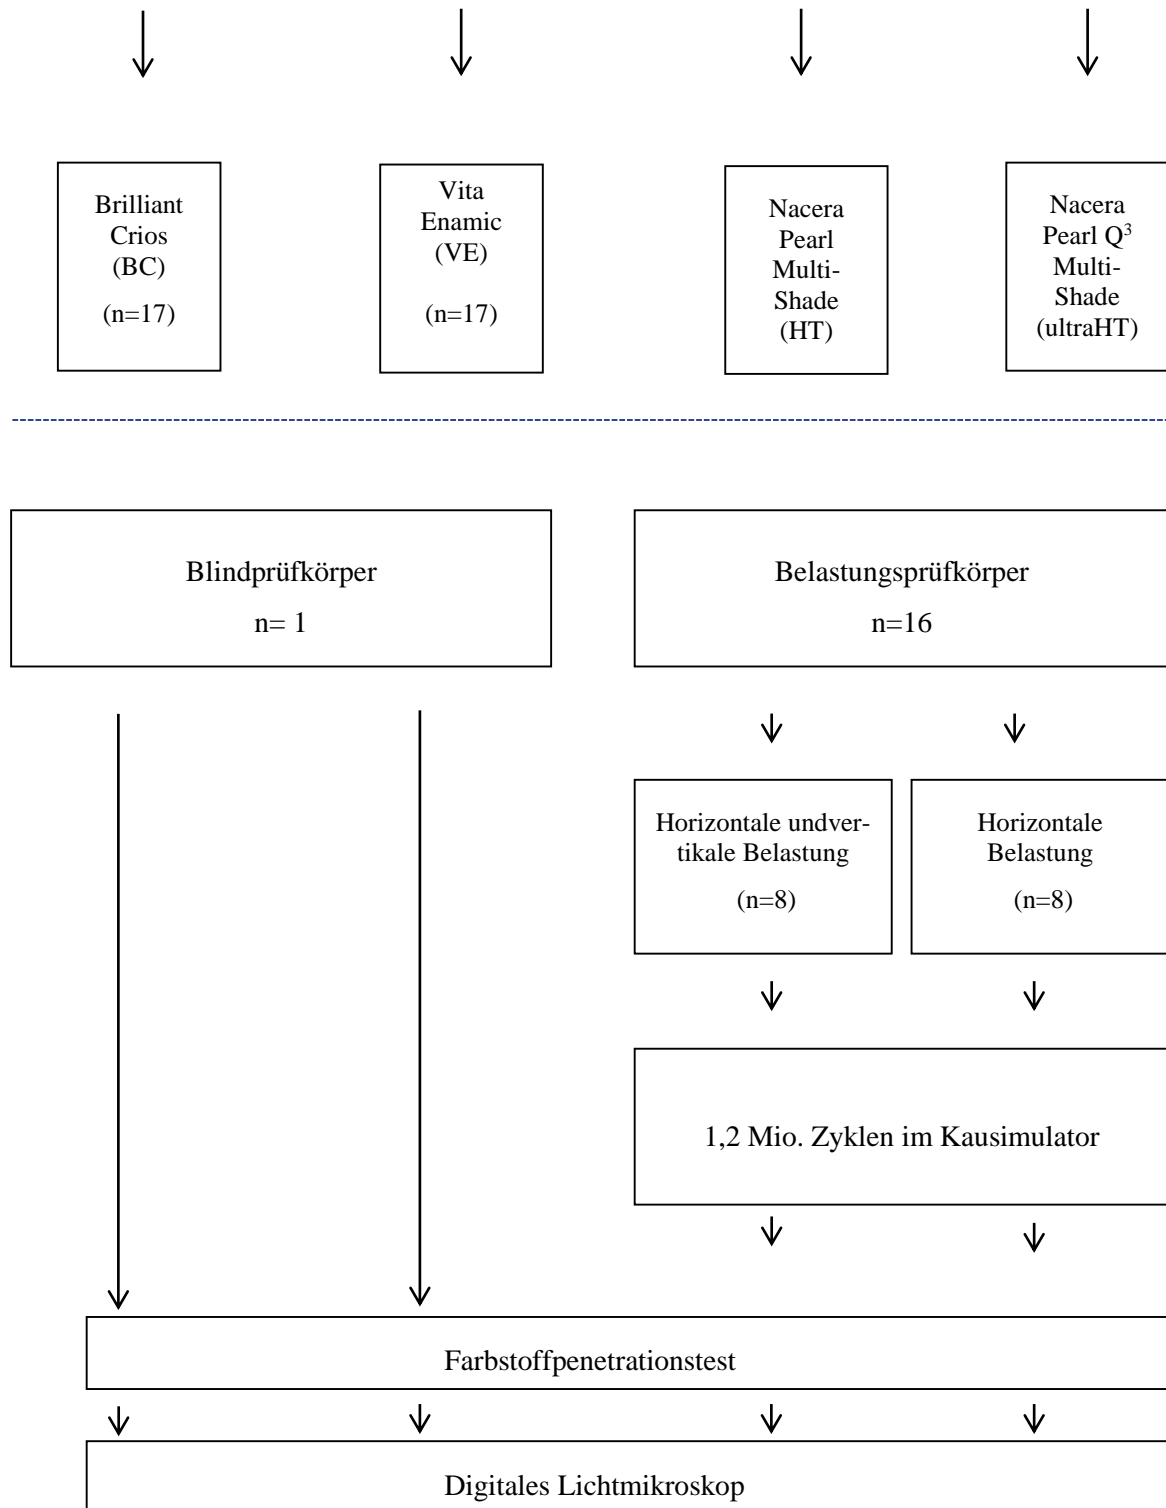 Brilliant
Crios
(BC)
(n=17)
Vita
Enamic
(VE)
(n=17)
Nacera
Pearl
Multi-
Shade
(HT)
Nacera
Pearl Q³
Multi-
Shade
(ultraHT)
Blindprüfkörper
n= 1
Belastungsprüfkörper
n=16
Horizontale undver-
tikale Belastung
(n=8)
Horizontale
Belastung
(n=8)
1,2 Mio. Zyklen im Kausimulator
Farbstoffpenetrationstest
Digitales Lichtmikroskop